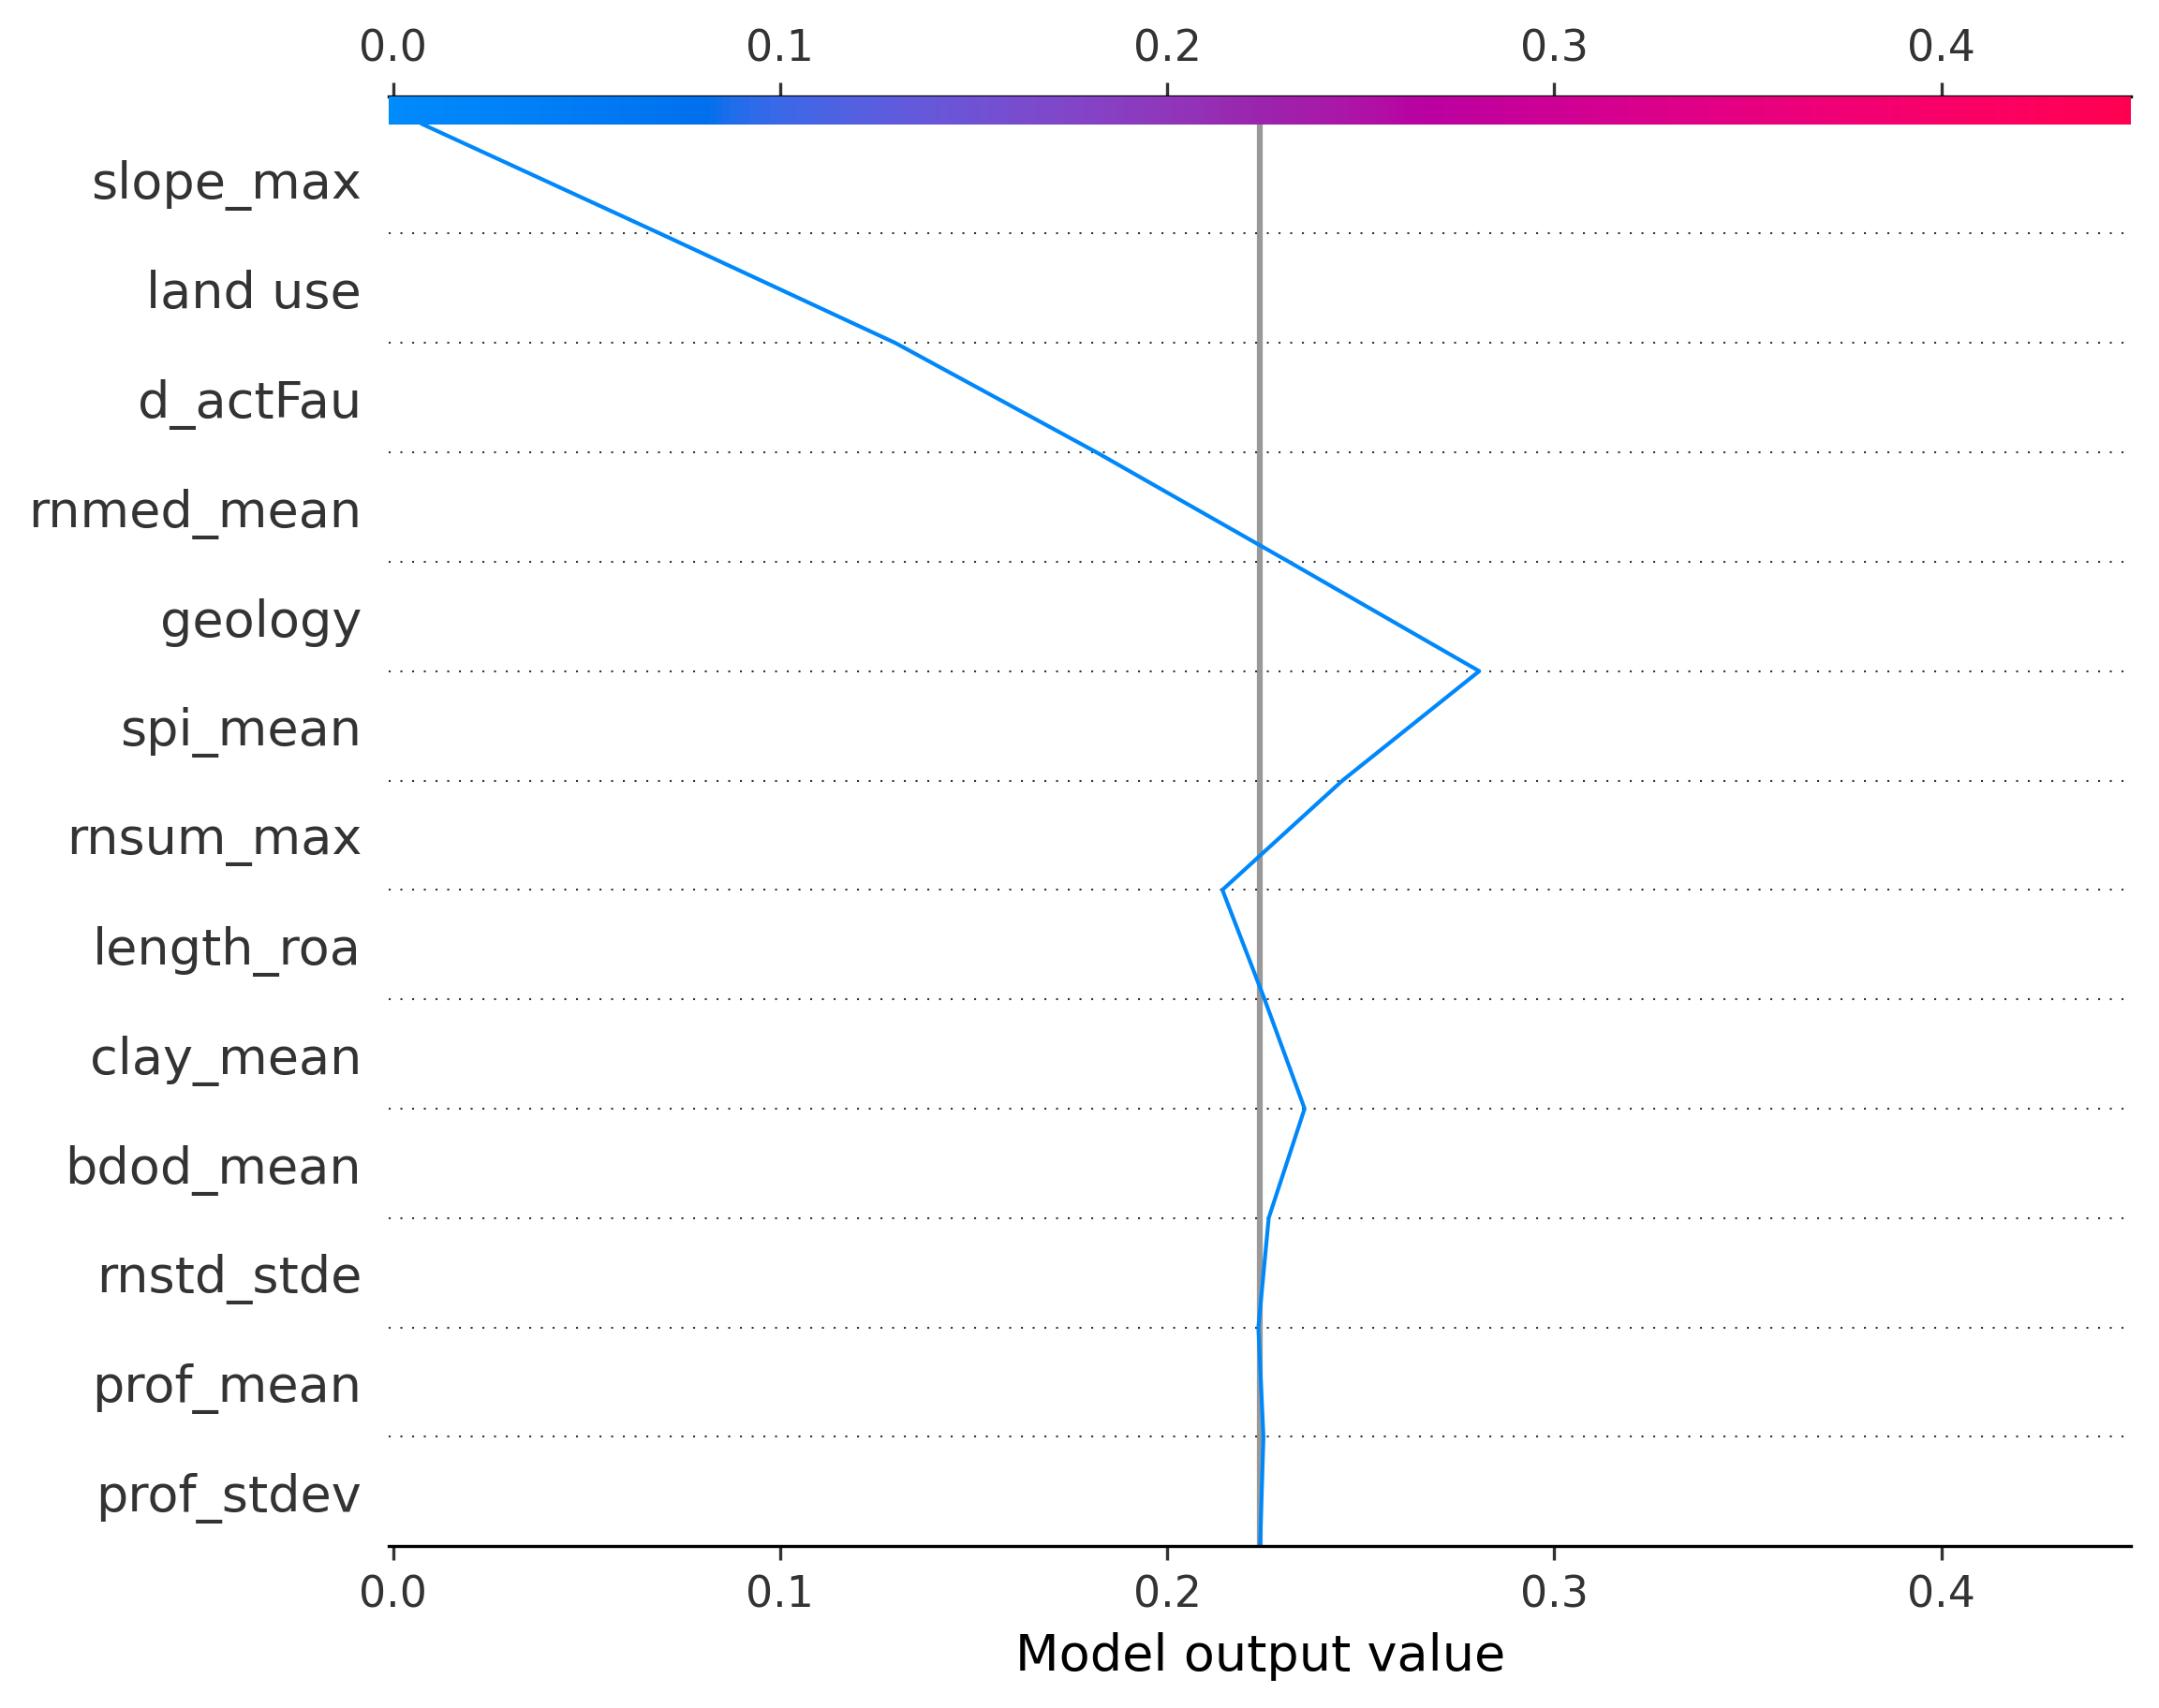 0.0 0.1 0.2 0.3 0.4
slope_max
land use
d_actFau
rnmed_mean
geology
spi_mean
rnsum_max
length_roa
clay_mean
bdod_mean
rnstd_stde
prof_mean
prof_stdev
0.0 0.1 0.2 0.3 0.4
Model output value